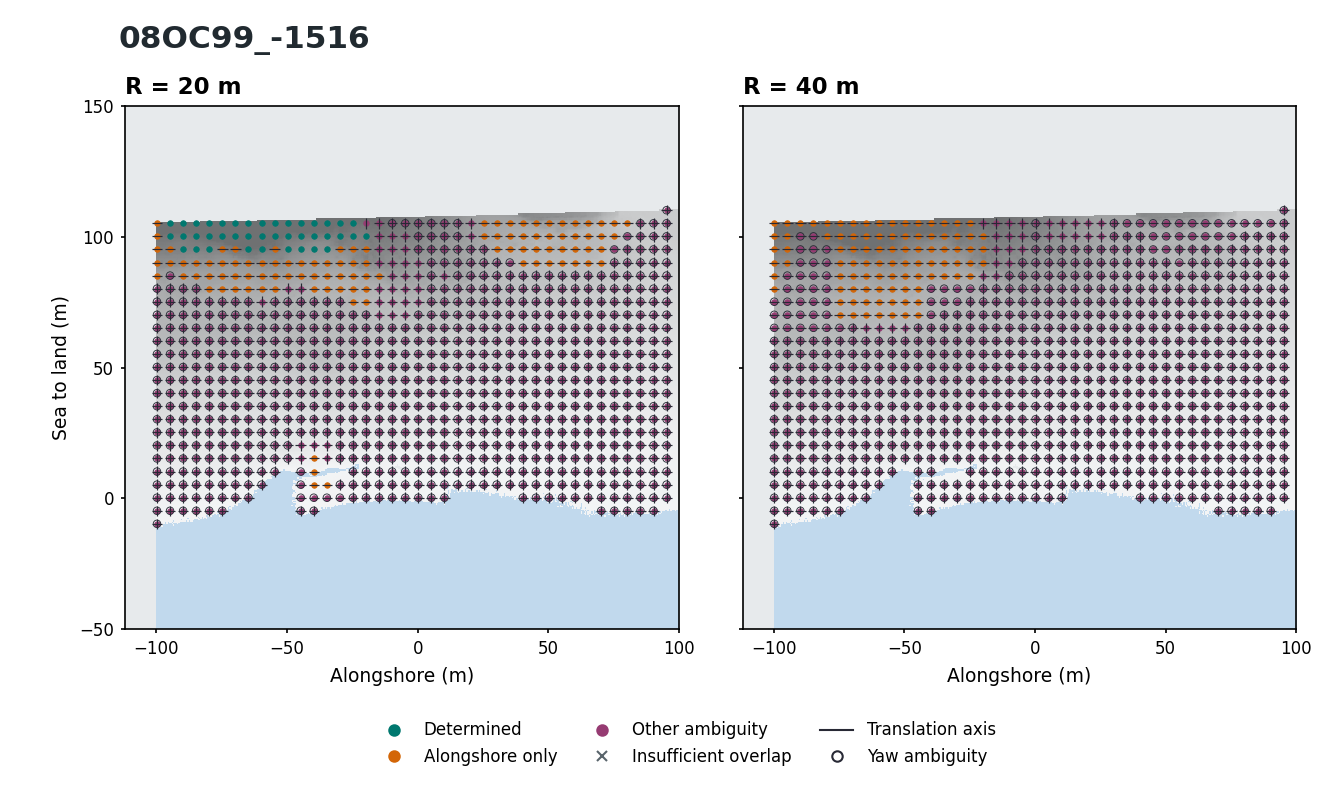 08OC99_-1516
R = 20 m
R = 40 m
150
100
50
0
−50
Sea to land (m)
−100
−50
0
50
100
−100
−50
0
50
100
Alongshore (m)
Alongshore (m)
Determined
Other ambiguity
Translation axis
Alongshore only
Insufficient overlap
Yaw ambiguity